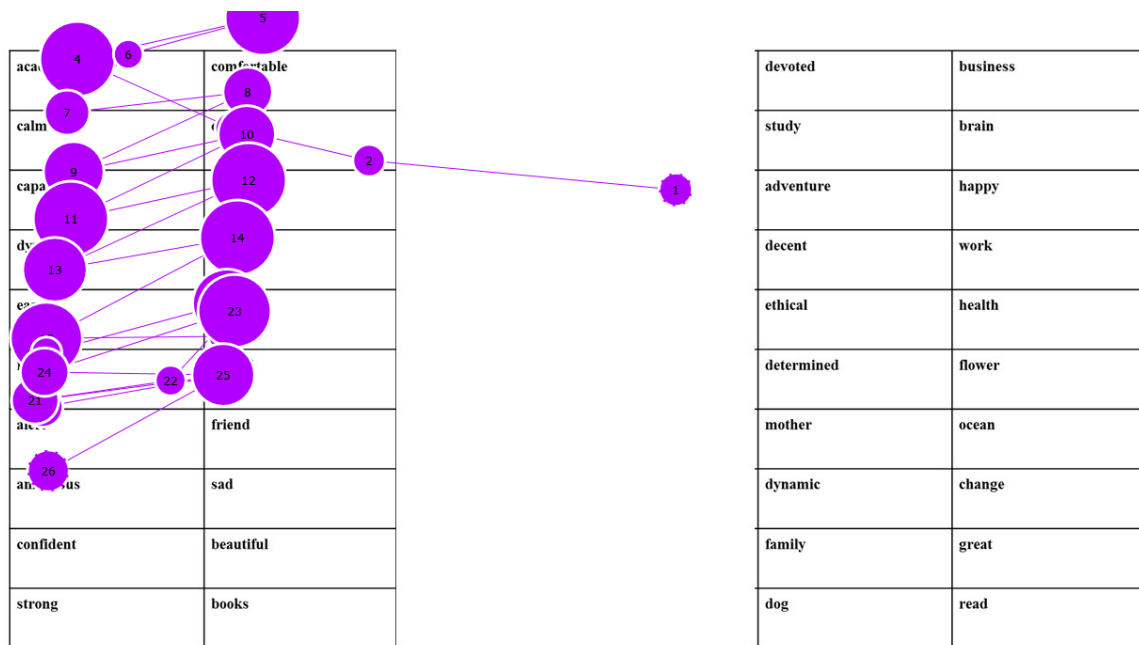 5
4
6
comfortable
devoted
business
7
8
calm
10
study
brain
2
9
12
1
adventure
happy
11
14
decent
work
13
23
ethical
health
24
22
25
determined
flower
21
friend
mother
ocean
26
sad
dynamic
change
confident
beautiful
family
great
strong
books
dog
read